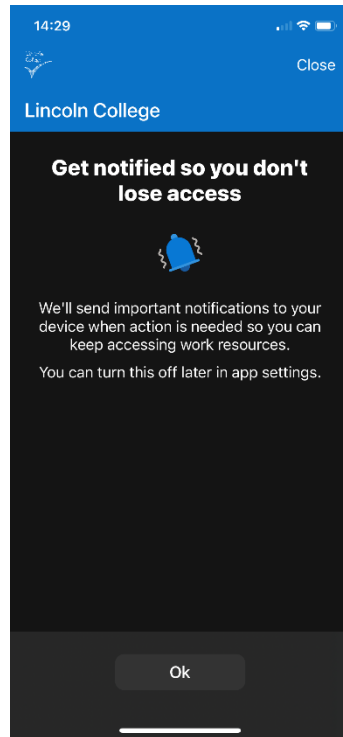 14:29
Close
Lincoln College
Get notified so you don't
lose access
We'll send important notifications to your
device when action is needed so you can
keep accessing work resources.
You can turn this off later in app settings.
Ok